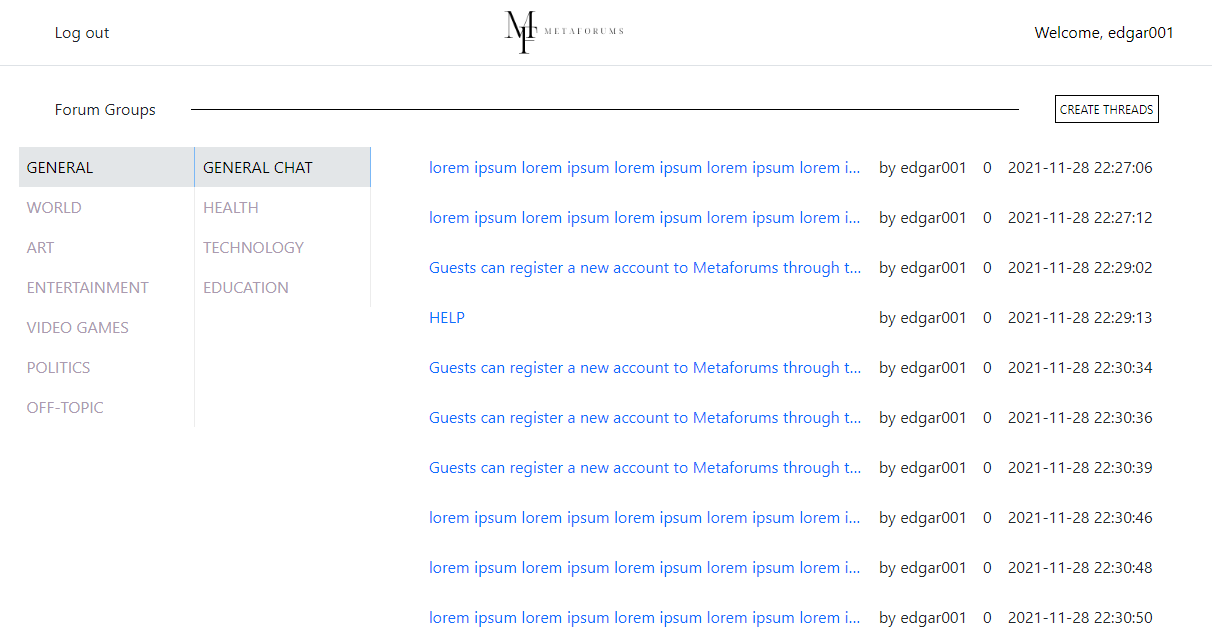 Log out
MF METAFORUMS
Welcome, edgar001
Forum Groups
CREATE THREADS
GENERAL
WORLD
ART
ENTERTAINMENT
VIDEO GAMES
POLITICS
OFF-TOPIC
GENERAL CHAT
HEALTH
TECHNOLOGY
EDUCATION
lorem ipsum lorem ipsum lorem ipsum lorem ipsum lorem i... by edgar001 0 2021-11-28 22:27:06
lorem ipsum lorem ipsum lorem ipsum lorem ipsum lorem i... by edgar001 0 2021-11-28 22:27:12
Guests can register a new account to Metaforums through t... by edgar001 0 2021-11-28 22:29:02
HELP by edgar001 0 2021-11-28 22:29:13
Guests can register a new account to Metaforums through t... by edgar001 0 2021-11-28 22:30:34
Guests can register a new account to Metaforums through t... by edgar001 0 2021-11-28 22:30:36
Guests can register a new account to Metaforums through t... by edgar001 0 2021-11-28 22:30:39
lorem ipsum lorem ipsum lorem ipsum lorem ipsum lorem i... by edgar001 0 2021-11-28 22:30:46
lorem ipsum lorem ipsum lorem ipsum lorem ipsum lorem i... by edgar001 0 2021-11-28 22:30:48
lorem ipsum lorem ipsum lorem ipsum lorem ipsum lorem i... by edgar001 0 2021-11-28 22:30:50